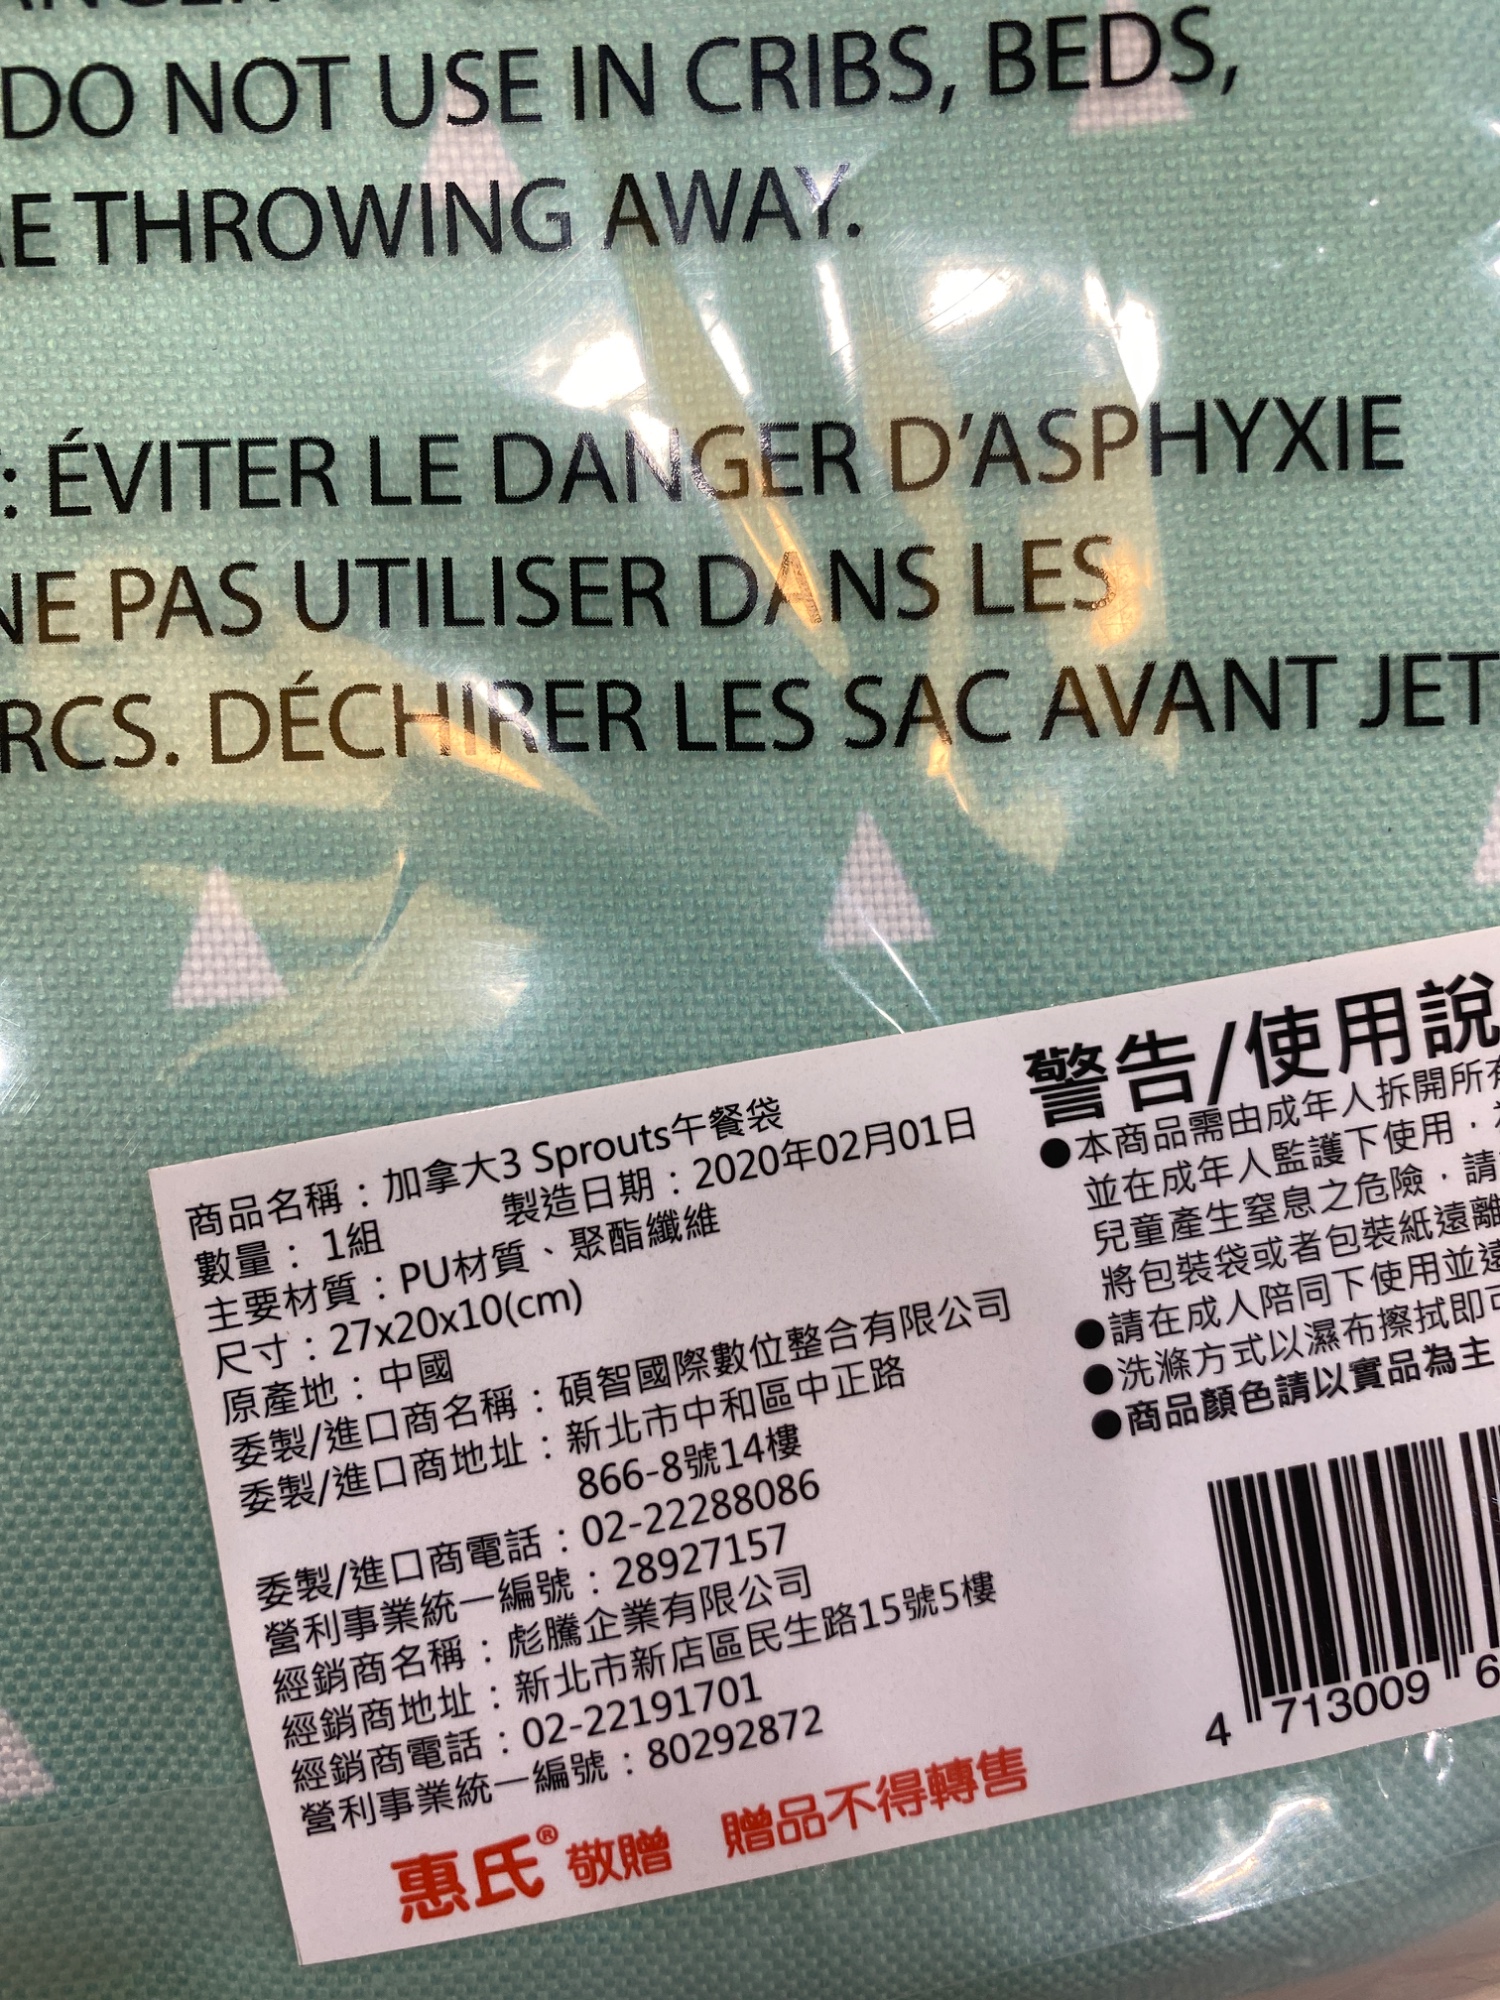 DO NOT USE IN CRIBS, BEDS,
RE THROWING AWAY.
: ÉVITER LE DANGER D'ASPHYXIE
NE PAS UTILISER DANS LES
RCS. DÉCHIRER LES SAC AVANT JET
商品名稱：加拿大3 Sprouts午餐袋
數量：1組 製造日期：2020年02月01日
主要材質：PU材質、聚酯纖維
尺寸：27x20x10(cm)
原產地：中國
委製/進口商名稱：碩智國際數位整合有限公司
委製/進口商地址：新北市中和區中正路
866-8號14樓
委製/進口商電話：02-22288086
營利事業統一編號：28927157
經銷商名稱：彪騰企業有限公司
經銷商地址：新北市新店區民生路15號5樓
經銷商電話：02-22191701
營利事業統一編號：80292872
惠氏® 敬贈 贈品不得轉售
警告/使用說
●本商品需由成年人拆開所有
並在成年人監護下使用，
兒童產生窒息之危險，請
將包裝袋或者包裝紙遠離
●請在成人陪同下使用並遠
●洗滌方式以濕布擦拭即可
●商品顏色請以實品為主
4 713009 6